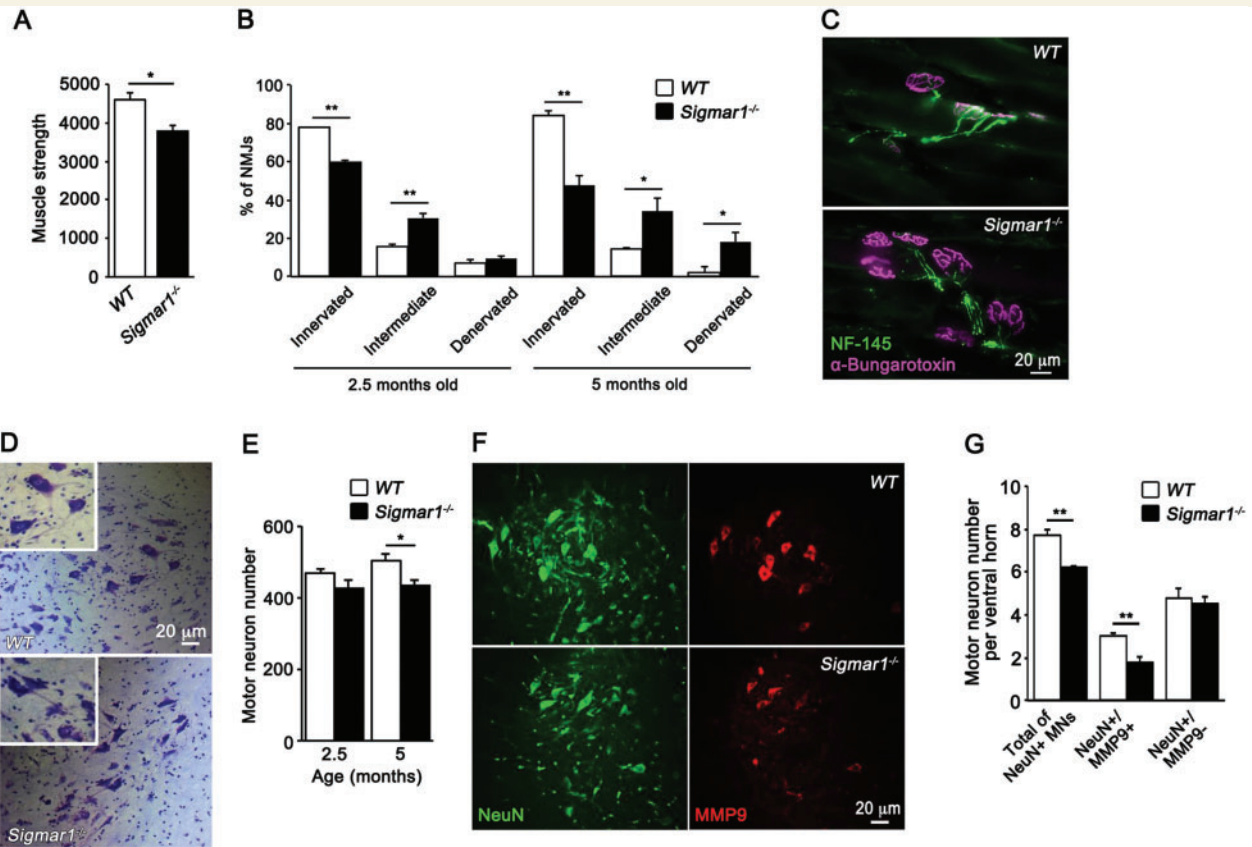 A
*
5000
4000
3000
2000
1000
0
Muscle strength
WT
Sigmar1-/-
B
WT
Sigmar1-/-
100
80
60
40
20
0
% of NMJs
**
**
**
*
*
Innervated
Intermediate
Denervated
Innervated
Intermediate
Denervated
2.5 months old
5 months old
C
WT
Sigmar1-/-
NF-145
α-Bungarotoxin
20 μm
D
WT
20 μm
Sigmar1-/-
E
WT
Sigmar1-/-
600
400
200
0
Motor neuron number
*
2.5
5
Age (months)
F
WT
Sigmar1-/-
NeuN
MMP9
20 μm
G
WT
Sigmar1-/-
10
8
6
4
2
0
Motor neuron number
per ventral horn
**
**
Total of
NeuN+ MNs
NeuN+/
MMP9+
NeuN+/
MMP9-